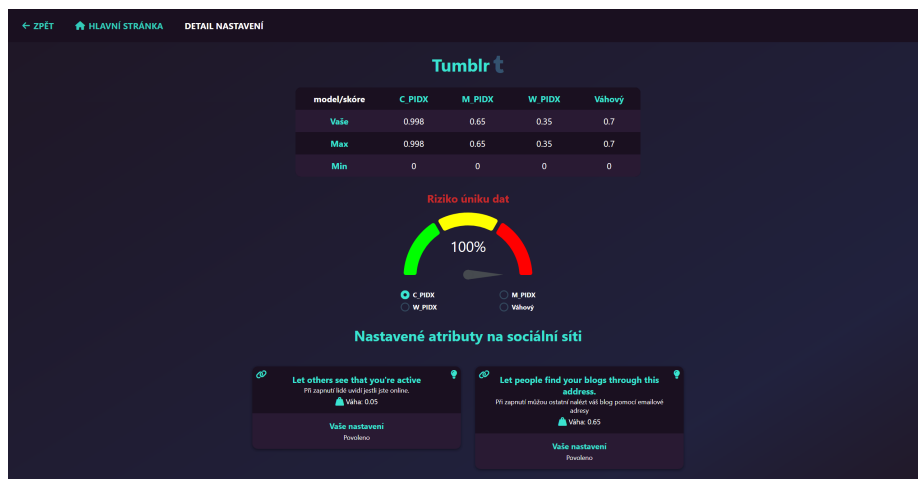 ← ZPĚT HLAVNÍ STRÁNKA DETAIL NASTAVENÍ
Tumblr t
model/skóre C_PIDX M_PIDX W_PIDX Váhový
Vaše 0.998 0.65 0.35 0.7
Max 0.998 0.65 0.35 0.7
Min 0 0 0 0
Riziko úniku dat
100%
C_PIDX M_PIDX
W_PIDX Váhový
Nastavené atributy na sociální síti
Let others see that you're active
Při zapnutí lidé uvidí jestli jste online.
Váha: 0.05
Vaše nastavení
Povoleno
Let people find your blogs through this
address.
Při zapnutí můžou ostatní nalézt váš blog pomocí emailové
adresy
Váha: 0.65
Vaše nastavení
Povoleno